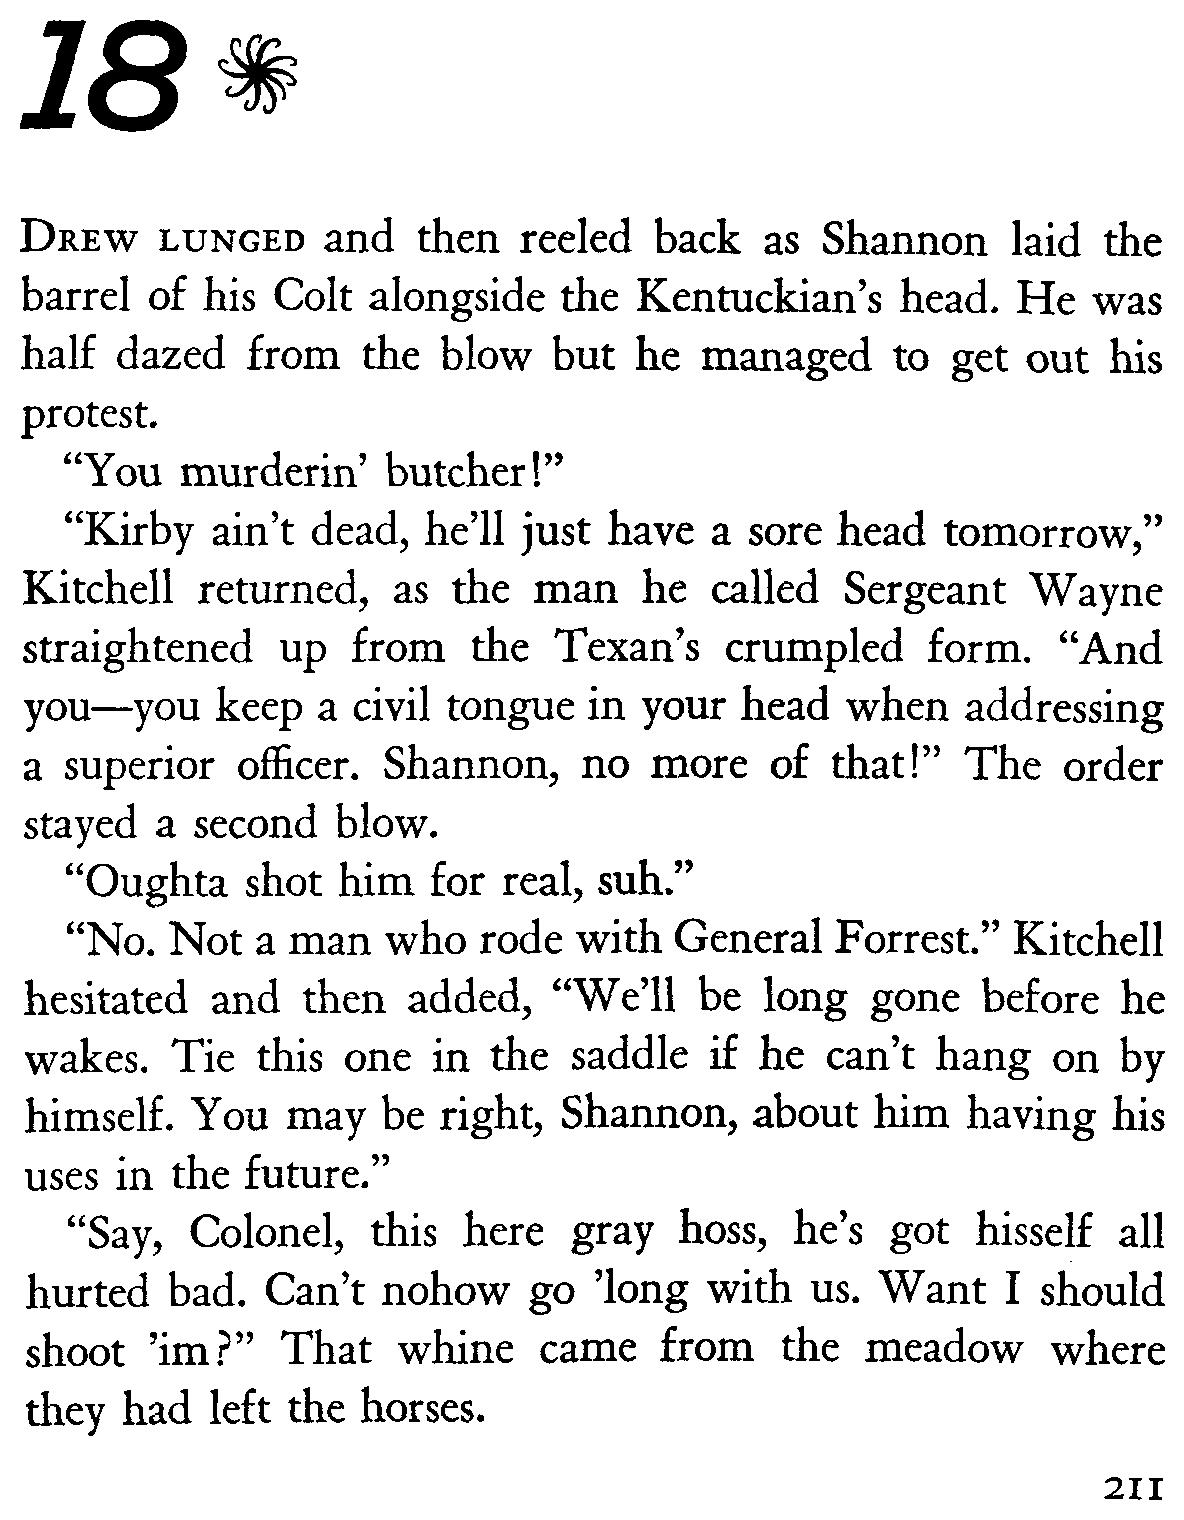 18
DREW LUNGED and then reeled back as Shannon laid the
barrel of his Colt alongside the Kentuckian’s head. He was
half dazed from the blow but he managed to get out his
protest.
“You murderin’ butcher!”
“Kirby ain’t dead, he’ll just have a sore head tomorrow,”
Kitchell returned, as the man he called Sergeant Wayne
straightened up from the Texan’s crumpled form. “And
you—you keep a civil tongue in your head when addressing
a superior officer. Shannon, no more of that!” The order
stayed a second blow.
“Oughta shot him for real, suh.”
“No. Not a man who rode with General Forrest.” Kitchell
hesitated and then added, “We’ll be long gone before he
wakes. Tie this one in the saddle if he can’t hang on by
himself. You may be right, Shannon, about him having his
uses in the future.”
“Say, Colonel, this here gray hoss, he’s got hisself all
hurted bad. Can’t nohow go ’long with us. Want I should
shoot ’im?” That whine came from the meadow where
they had left the horses.
211